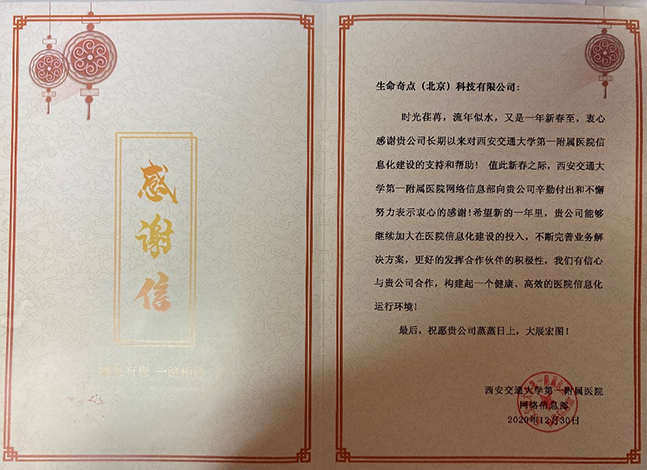 感
谢
信
生命奇点（北京）科技有限公司：
时光荏苒，流年似水，又是一年新春至，衷心
感谢贵公司长期以来对西安交通大学第一附属医院信
息化建设的支持和帮助！值此新春之际，西安交通大
学第一附属医院网络信息部向贵公司辛勤付出和不懈
努力表示衷心的感谢!希望新的一年里，贵公司能够
继续加大在医院信息化建设的投入，不断完善业务解
决方案，更好的发挥合作伙伴的积极性，我们有信心
与贵公司合作，构建起一个健康、高效的医院信息化
运行环境!
最后，祝愿贵公司蒸蒸日上，大展宏图！
西安交通大学第一附属医院
网络信息部
2020年12月30日